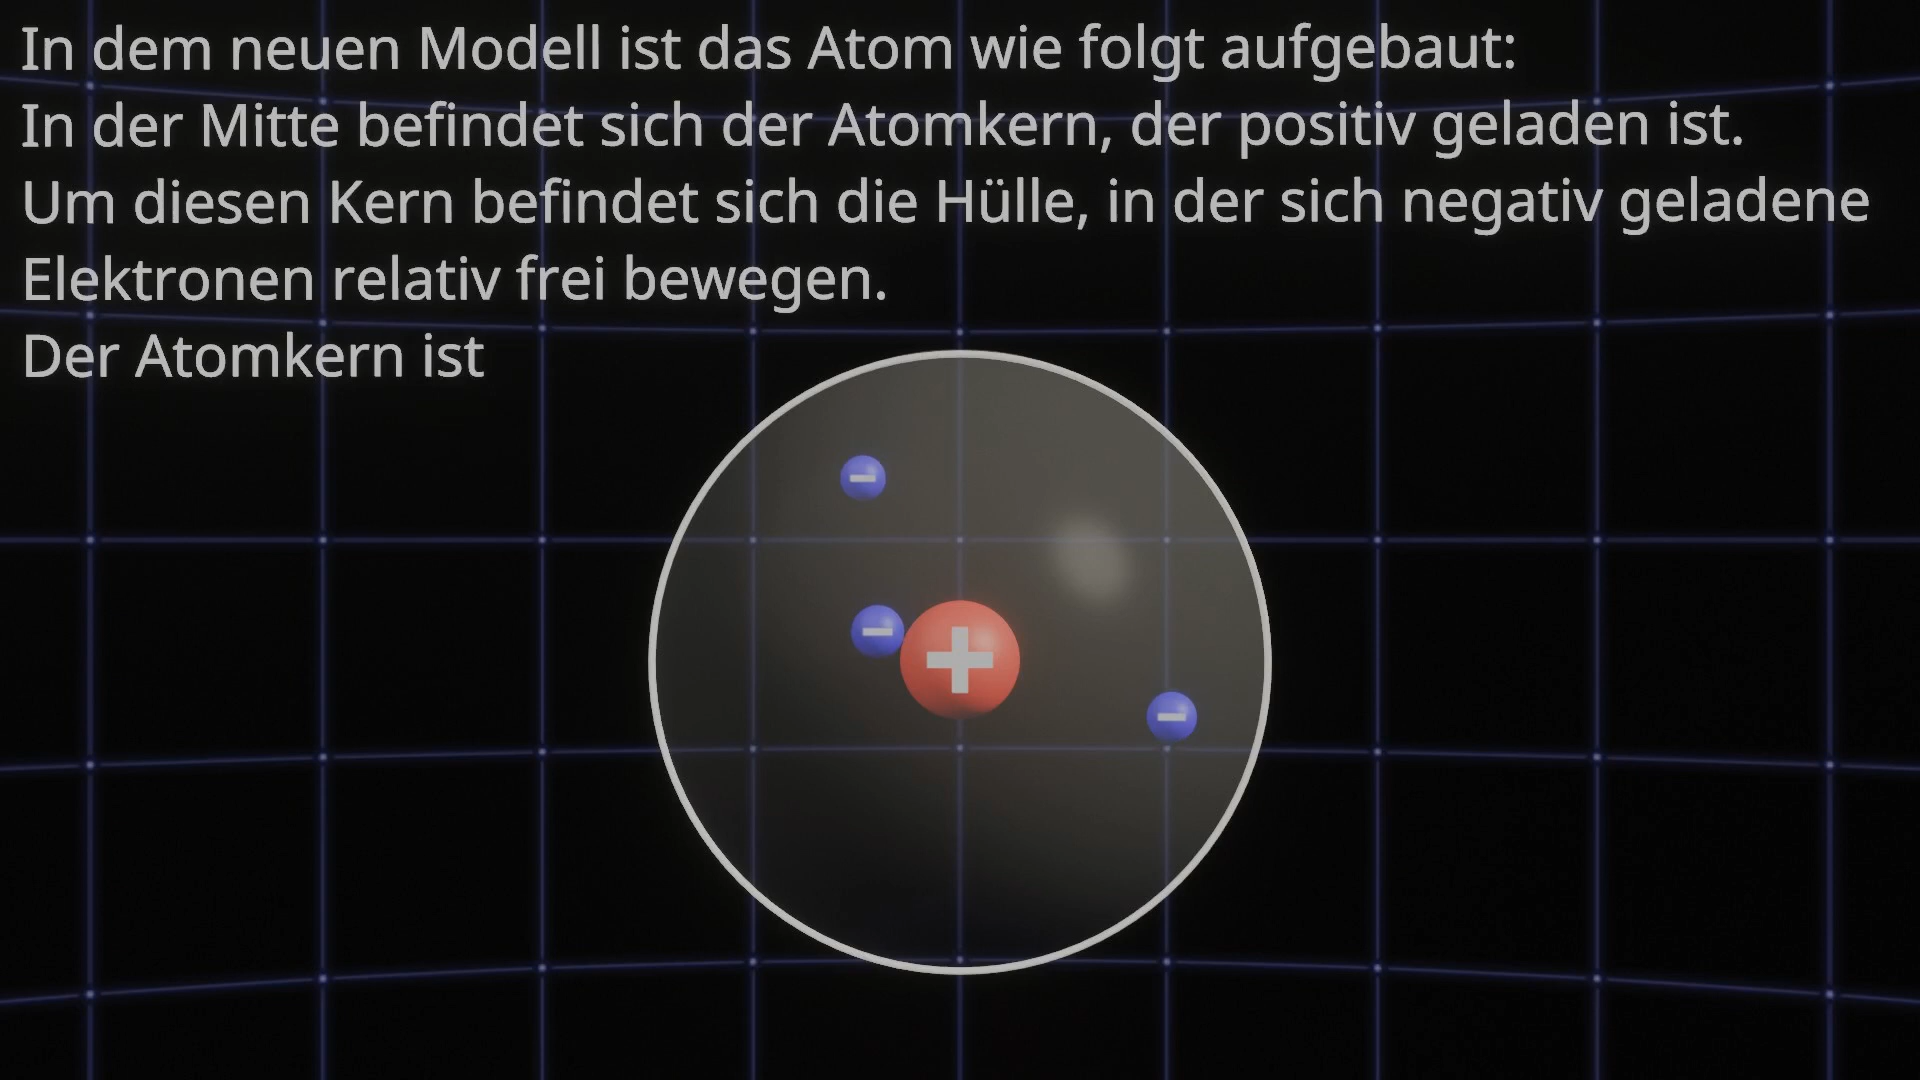 In dem neuen Modell ist das Atom wie folgt aufgebaut:
In der Mitte befindet sich der Atomkern, der positiv geladen ist.
Um diesen Kern befindet sich die Hülle, in der sich negativ geladene
Elektronen relativ frei bewegen.
Der Atomkern ist